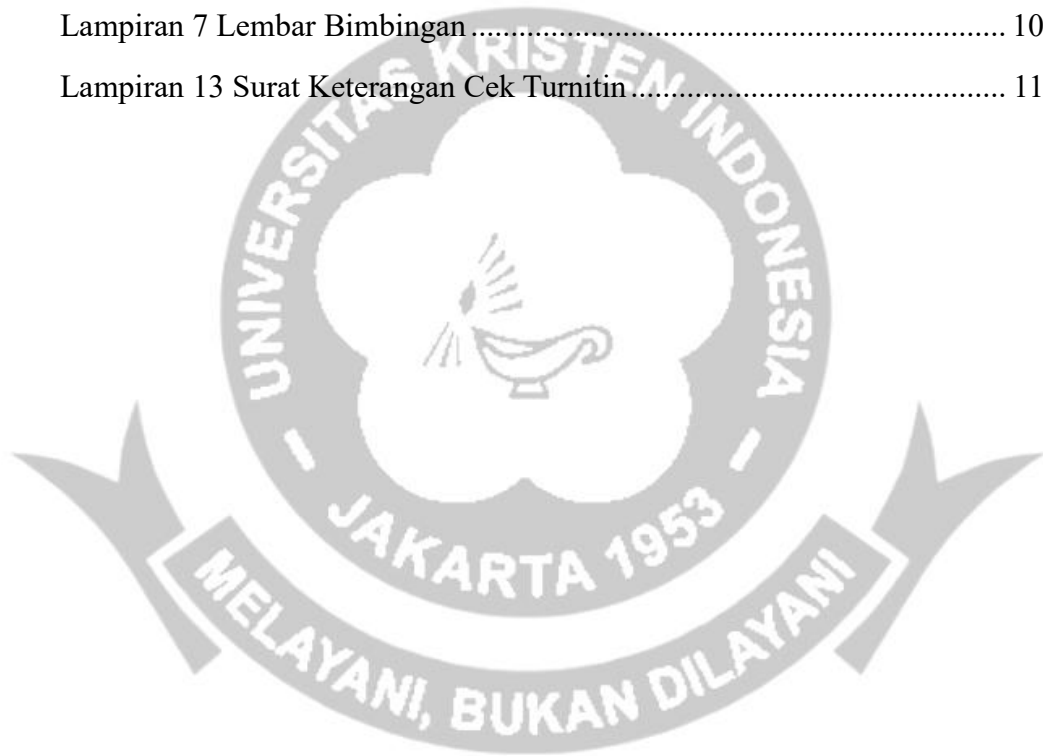 Lampiran 7 Lembar Bimbingan ................................................................. 10
Lampiran 13 Surat Keterangan Cek Turnitin ............................................. 11
UNIVERSITAS KRISTEN INDONESIA
- JAKARTA 1953 -
MELAYANI, BUKAN DILAYANI